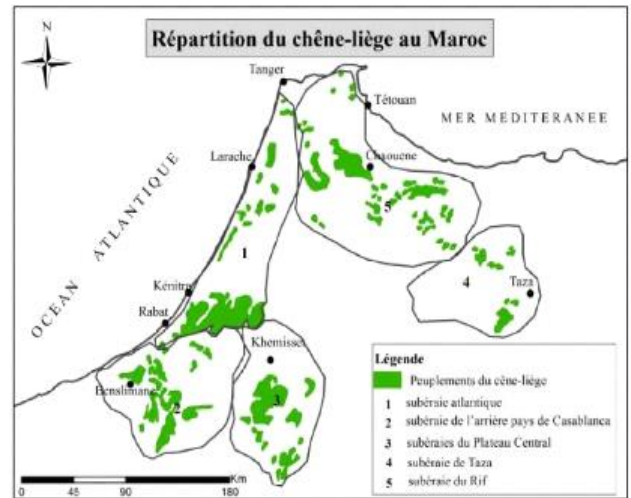 N
Répartition du chêne-liège au Maroc
Tanger
Tétouan
MER MEDITERANEE
OCEAN ATLANTIQUE
Larache
Chaouene
5
1
4
Taza
Kénitra
Rabat
Khemisset
Benslimane
2
3
Légende
Peuplements du cêne-liège
1 subéraie atlantique
2 subéraie de l'arrière pays de Casablanca
3 subéraies du Plateau Central
4 subéraie de Taza
5 subéraie du Rif
Km
0 45 90 180